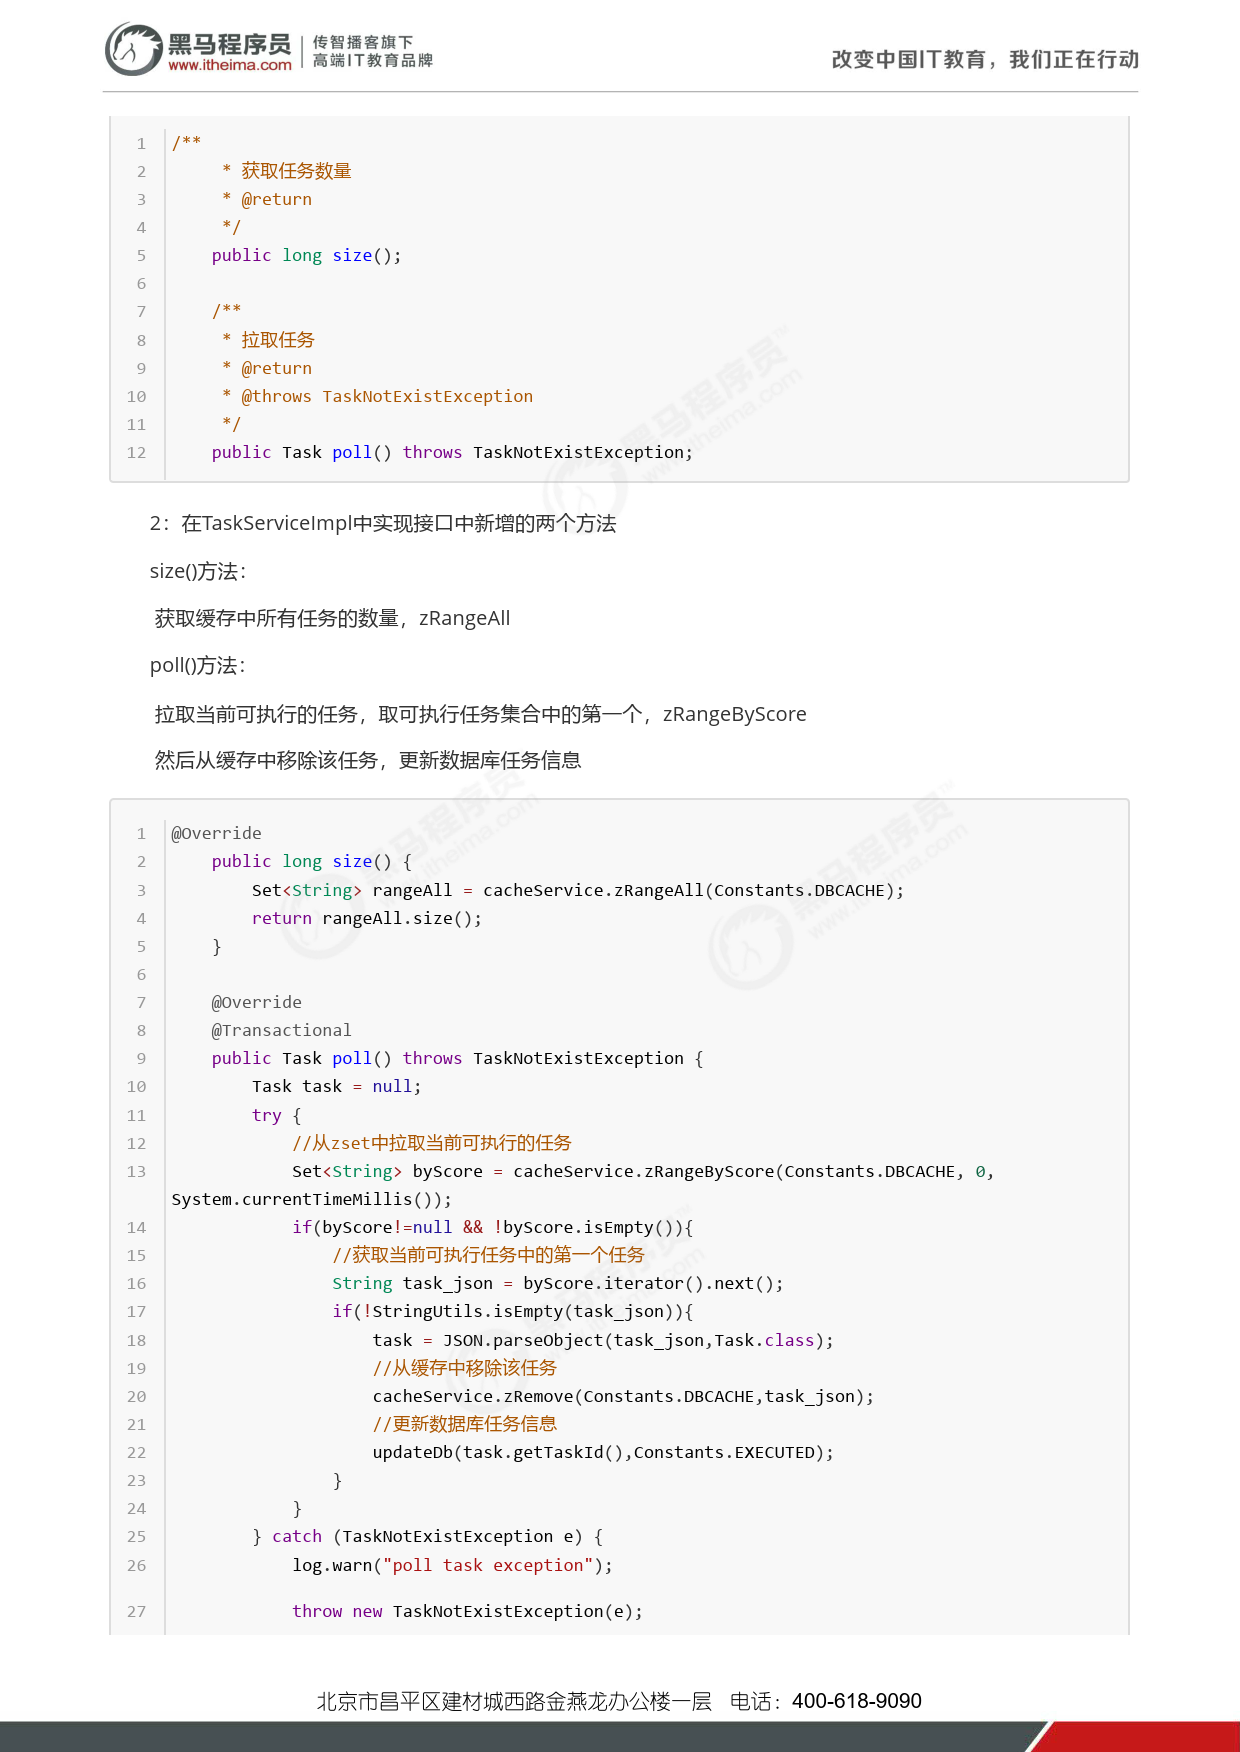 黑马程序员 传智播客旗下
www.itheima.com 高端IT教育品牌
改变中国IT教育，我们正在行动
1 /**
2      * 获取任务数量
3      * @return
4      */
5     public long size();
6
7     /**
8      * 拉取任务
9      * @return
10      * @throws TaskNotExistException
11      */
12     public Task poll() throws TaskNotExistException;
2：在TaskServiceImpl中实现接口中新增的两个方法
size()方法：
获取缓存中所有任务的数量，zRangeAll
poll()方法：
拉取当前可执行的任务，取可执行任务集合中的第一个，zRangeByScore
然后从缓存中移除该任务，更新数据库任务信息
1 @Override
2     public long size() {
3         Set<String> rangeAll = cacheService.zRangeAll(Constants.DBCACHE);
4         return rangeAll.size();
5     }
6
7     @Override
8     @Transactional
9     public Task poll() throws TaskNotExistException {
10         Task task = null;
11         try {
12             //从zset中拉取当前可执行的任务
13             Set<String> byScore = cacheService.zRangeByScore(Constants.DBCACHE, 0,
System.currentTimeMillis());
14             if(byScore!=null && !byScore.isEmpty()){
15                 //获取当前可执行任务中的第一个任务
16                 String task_json = byScore.iterator().next();
17                 if(!StringUtils.isEmpty(task_json)){
18                     task = JSON.parseObject(task_json,Task.class);
19                     //从缓存中移除该任务
20                     cacheService.zRemove(Constants.DBCACHE,task_json);
21                     //更新数据库任务信息
22                     updateDb(task.getTaskId(),Constants.EXECUTED);
23                 }
24             }
25         } catch (TaskNotExistException e) {
26             log.warn("poll task exception");
27             throw new TaskNotExistException(e);
北京市昌平区建材城西路金燕龙办公楼一层 电话：400-618-9090